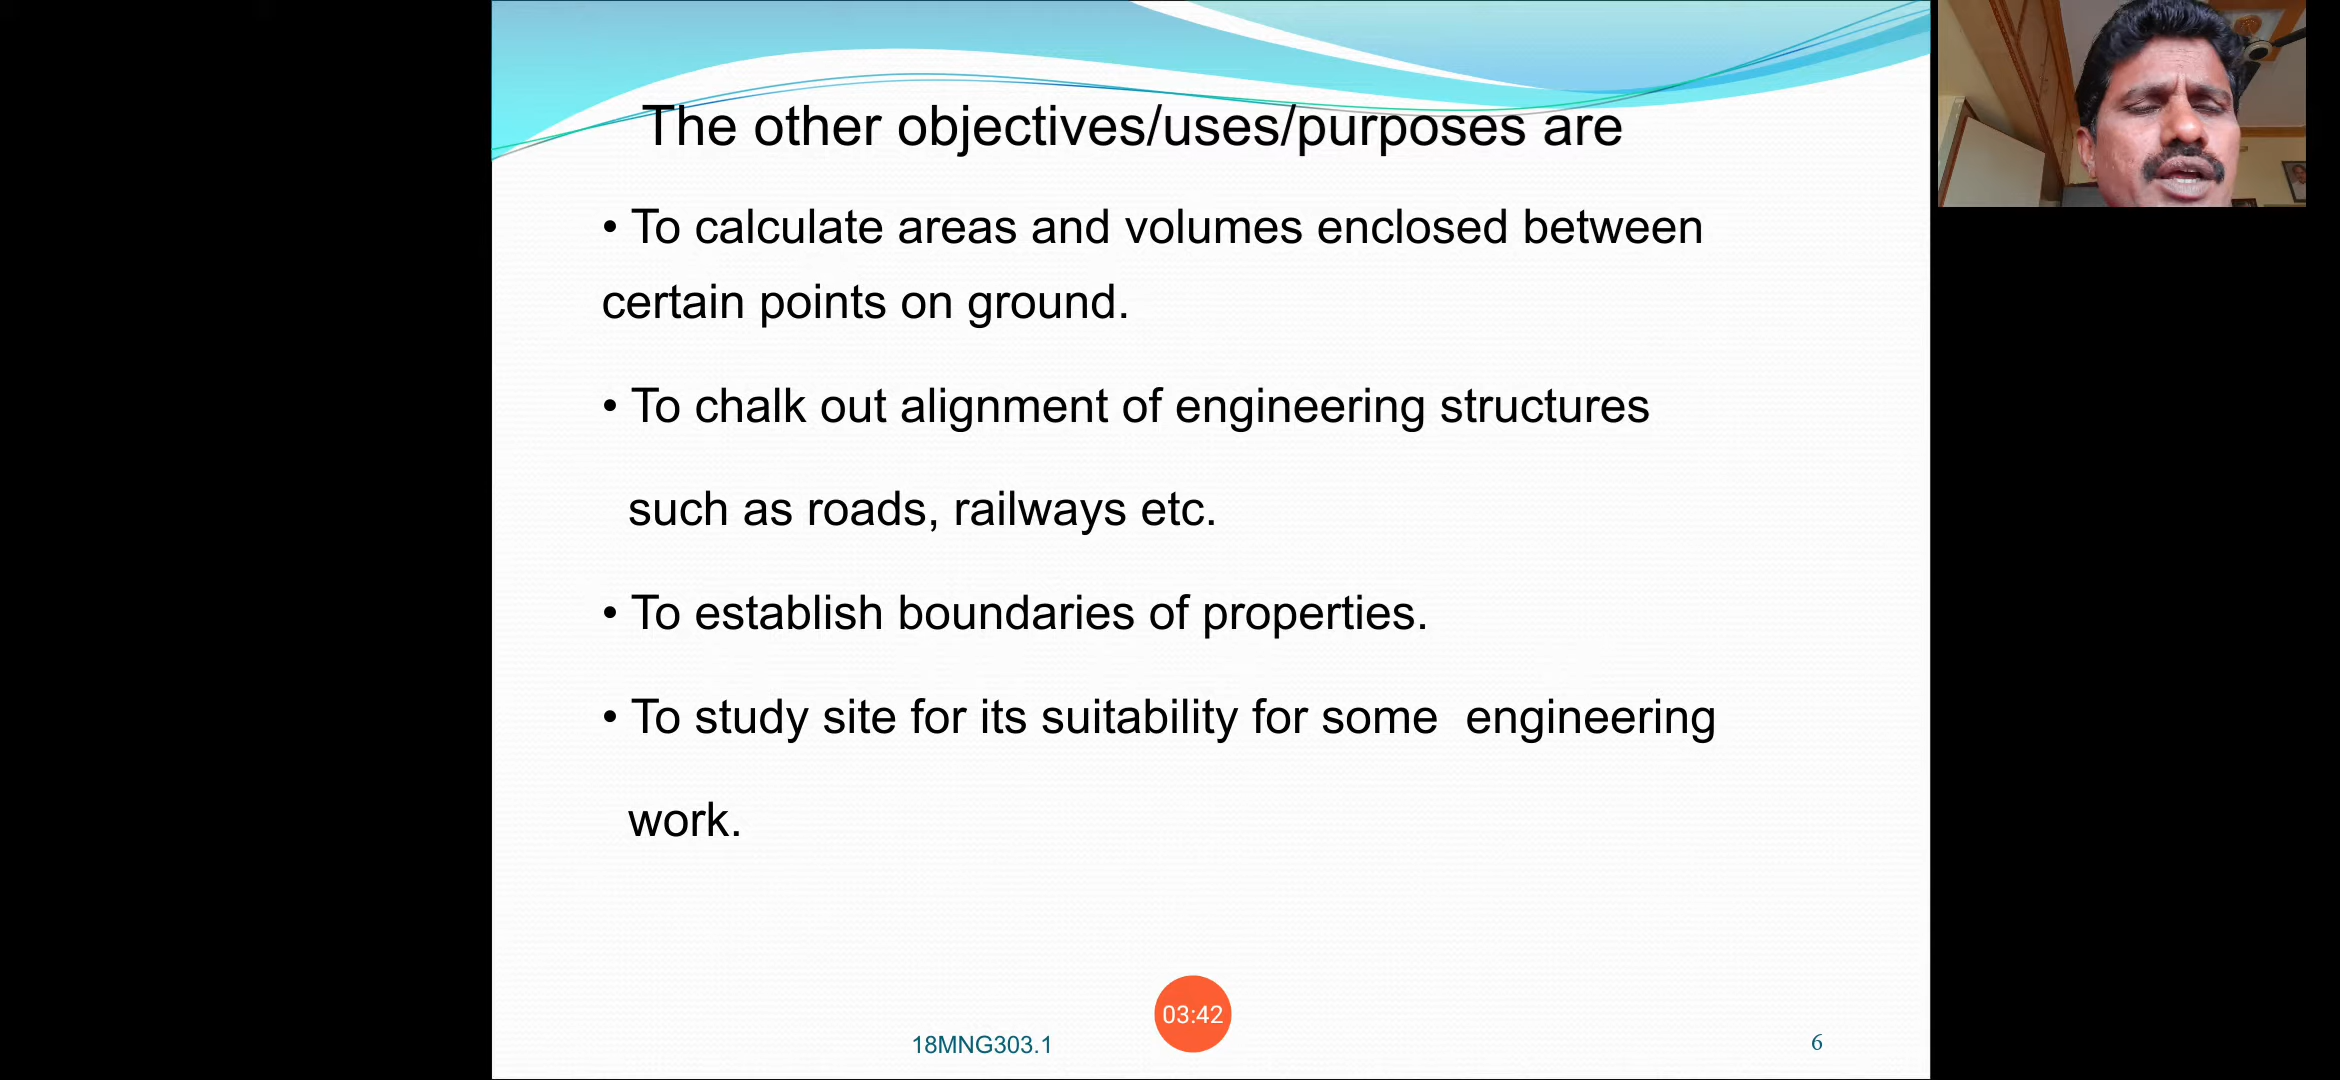 The other objectives/uses/purposes are
• To calculate areas and volumes enclosed between
certain points on ground.
• To chalk out alignment of engineering structures
such as roads, railways etc.
• To establish boundaries of properties.
• To study site for its suitability for some  engineering
work.
03:42
18MNG303.1
6